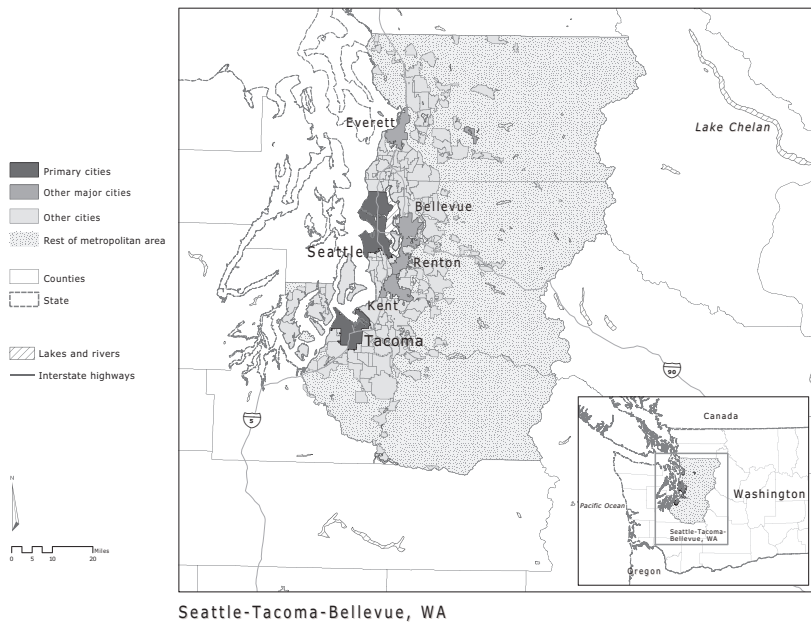 Everett
Lake Chelan
Primary cities
Other major cities
Other cities
Rest of metropolitan area
Bellevue
Seattle
Renton
Counties
State
Kent
Tacoma
Lakes and rivers
Interstate highways
90
5
Canada
Washington
Pacific Ocean
Seattle-Tacoma-
Bellevue, WA
Oregon
N
Miles
0 5 10 20
Seattle-Tacoma-Bellevue, WA